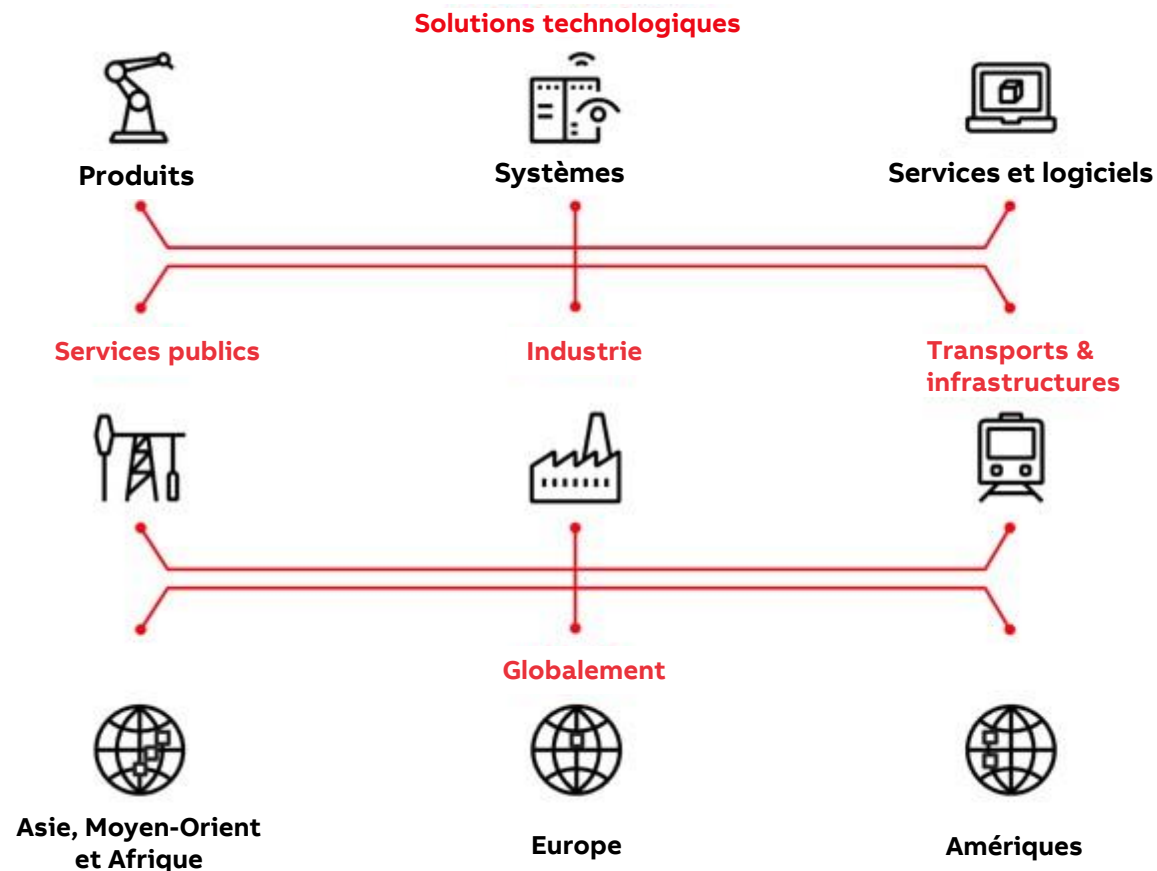 Solutions technologiques
Produits
Systèmes
Services et logiciels
Services publics
Industrie
Transports &
infrastructures
Globalement
Asie, Moyen-Orient
et Afrique
Europe
Amériques